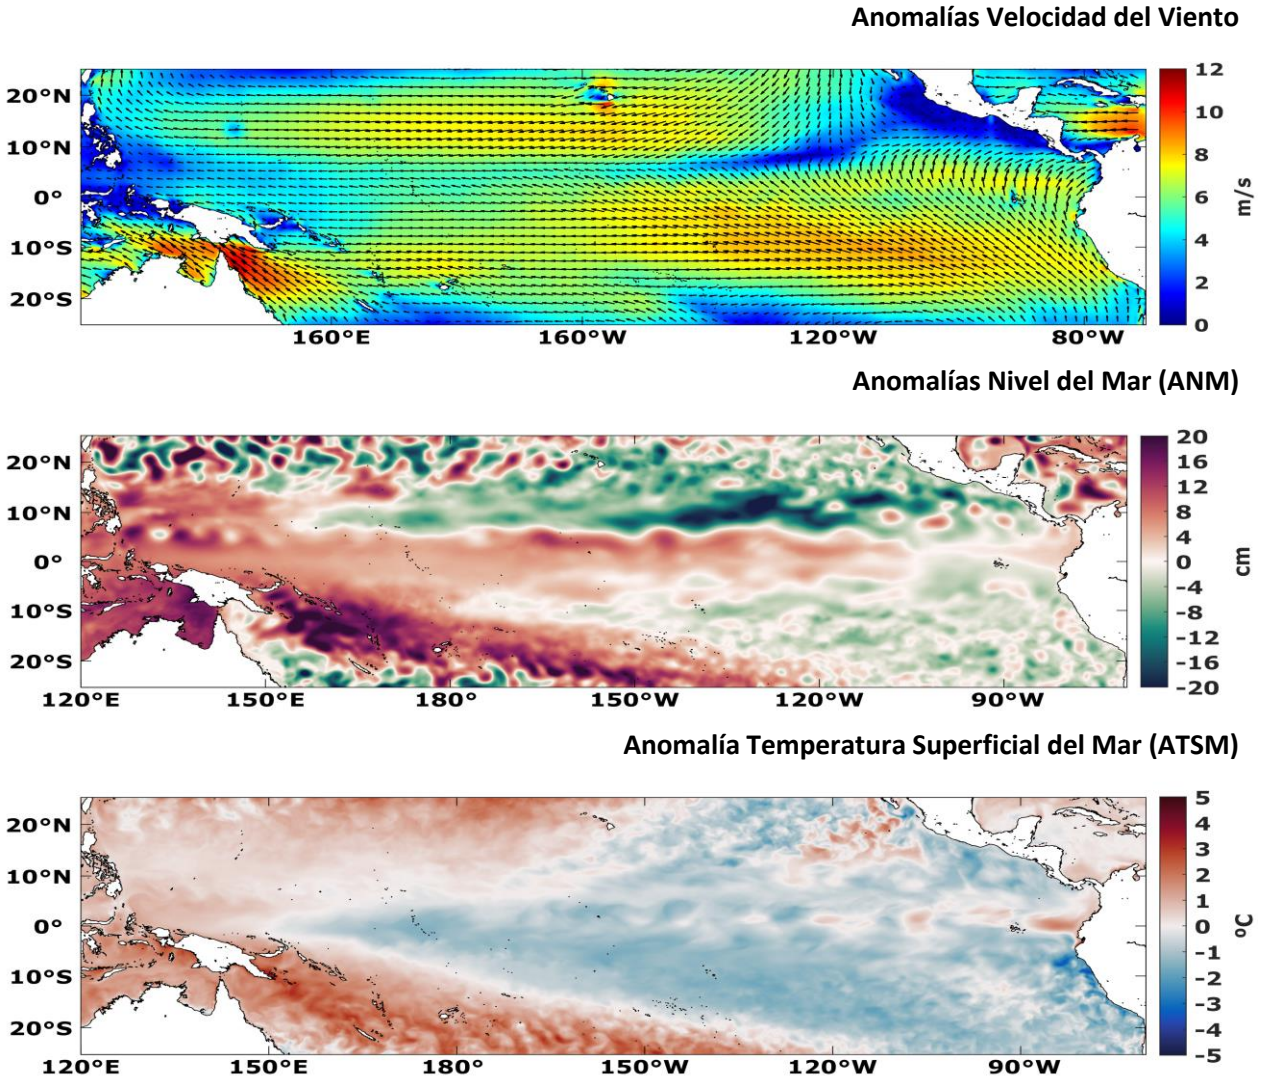 Anomalías Velocidad del Viento
20°N
10°N
0°
10°S
20°S
160°E
160°W
120°W
80°W
12
10
8
6
4
2
0
m/s
Anomalías Nivel del Mar (ANM)
20°N
10°N
0°
10°S
20°S
120°E
150°E
180°
150°W
120°W
90°W
20
16
12
8
4
0
-4
-8
-12
-16
-20
cm
Anomalía Temperatura Superficial del Mar (ATSM)
20°N
10°N
0°
10°S
20°S
120°E
150°E
180°
150°W
120°W
90°W
5
4
3
2
1
0
-1
-2
-3
-4
-5
ºC